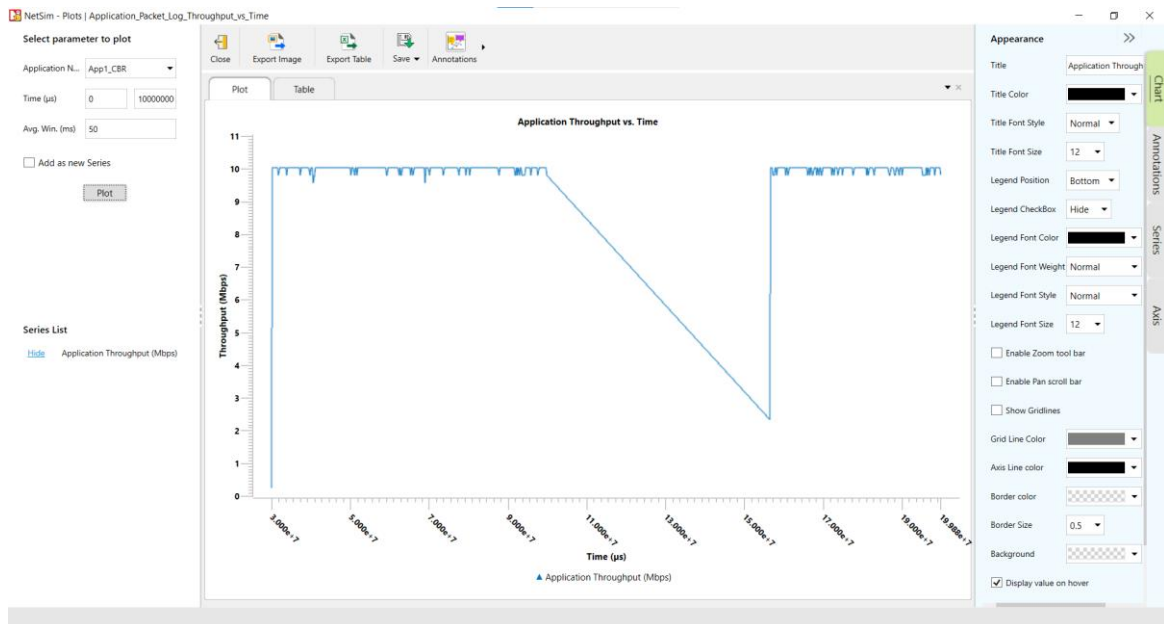 NetSim - Plots | Application_Packet_Log_Throughput_vs_Time
Select parameter to plot
Application N... App1_CBR
Time (µs) 0 10000000
Avg. Win. (ms) 50
Add as new Series
Plot
Series List
Hide Application Throughput (Mbps)
Close Export Image Export Table Save Annotations
Plot Table
Application Throughput vs. Time
Throughput (Mbps)
11
10
9
8
7
6
5
4
3
2
1
0
3.000e+7 5.000e+7 7.000e+7 9.000e+7 11.000e+7 13.000e+7 15.000e+7 17.000e+7 19.000e+7 19.988e+7
Time (µs)
Application Throughput (Mbps)
Appearance
Title Application Through
Title Color
Title Font Style Normal
Title Font Size 12
Legend Position Bottom
Legend CheckBox Hide
Legend Font Color
Legend Font Weight Normal
Legend Font Style Normal
Legend Font Size 12
Enable Zoom tool bar
Enable Pan scroll bar
Show Gridlines
Grid Line Color
Axis Line color
Border color
Border Size 0.5
Background
Display value on hover
Chart
Annotations
Series
Axis